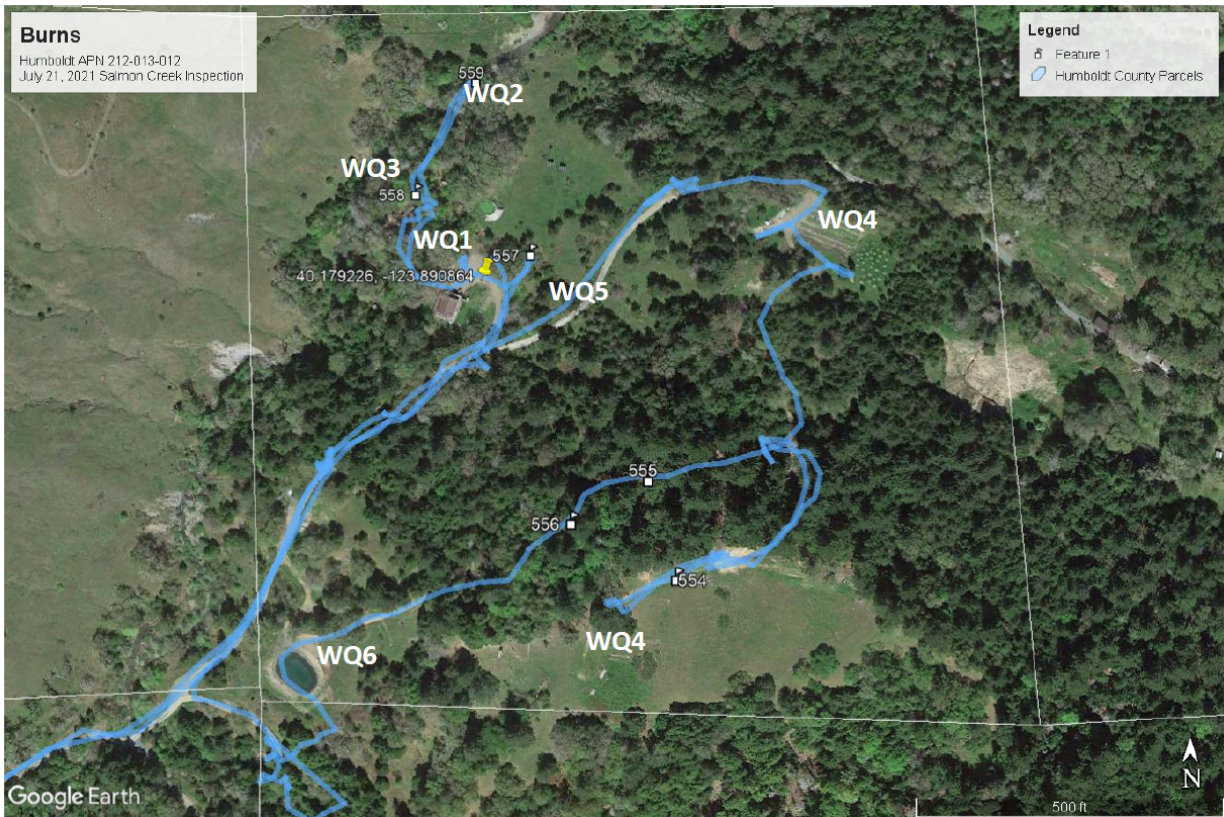 Burns
Humboldt APN 212-013-012
July 21, 2021 Salmon Creek Inspection
Legend
Feature 1
Humboldt County Parcels
559
WQ2
WQ3
558
WQ1
557
40.179226, -123.890864
WQ4
WQ5
555
556
554
WQ4
WQ6
Google Earth
N
500 ft